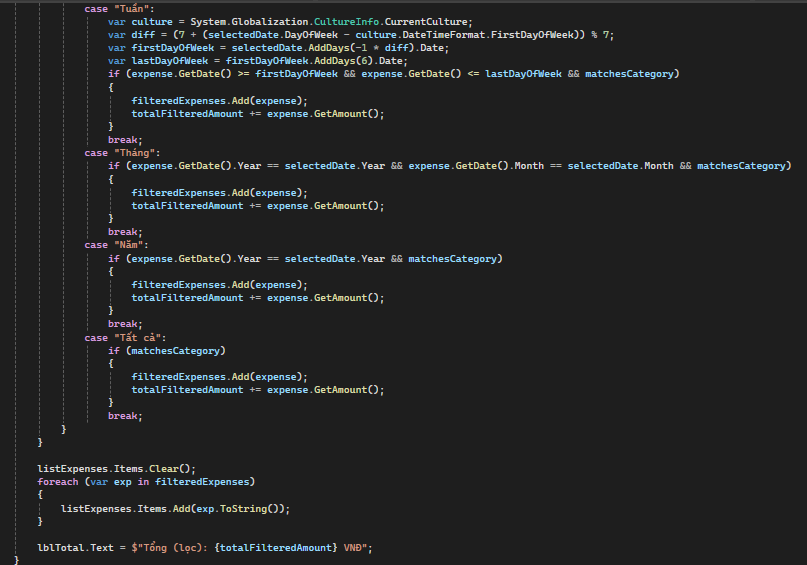 case "Tuần":
var culture = System.Globalization.CultureInfo.CurrentCulture;
var diff = (7 + (selectedDate.DayOfWeek - culture.DateTimeFormat.FirstDayOfWeek)) % 7;
var firstDayOfWeek = selectedDate.AddDays(-1 * diff).Date;
var lastDayOfWeek = firstDayOfWeek.AddDays(6).Date;
if (expense.GetDate() >= firstDayOfWeek && expense.GetDate() <= lastDayOfWeek && matchesCategory)
{
filteredExpenses.Add(expense);
totalFilteredAmount += expense.GetAmount();
}
break;
case "Tháng":
if (expense.GetDate().Year == selectedDate.Year && expense.GetDate().Month == selectedDate.Month && matchesCategory)
{
filteredExpenses.Add(expense);
totalFilteredAmount += expense.GetAmount();
}
break;
case "Năm":
if (expense.GetDate().Year == selectedDate.Year && matchesCategory)
{
filteredExpenses.Add(expense);
totalFilteredAmount += expense.GetAmount();
}
break;
case "Tất cả":
if (matchesCategory)
{
filteredExpenses.Add(expense);
totalFilteredAmount += expense.GetAmount();
}
break;
}
}
listExpenses.Items.Clear();
foreach (var exp in filteredExpenses)
{
listExpenses.Items.Add(exp.ToString());
}
lblTotal.Text = $"Tổng (lọc): {totalFilteredAmount} VNĐ";
}